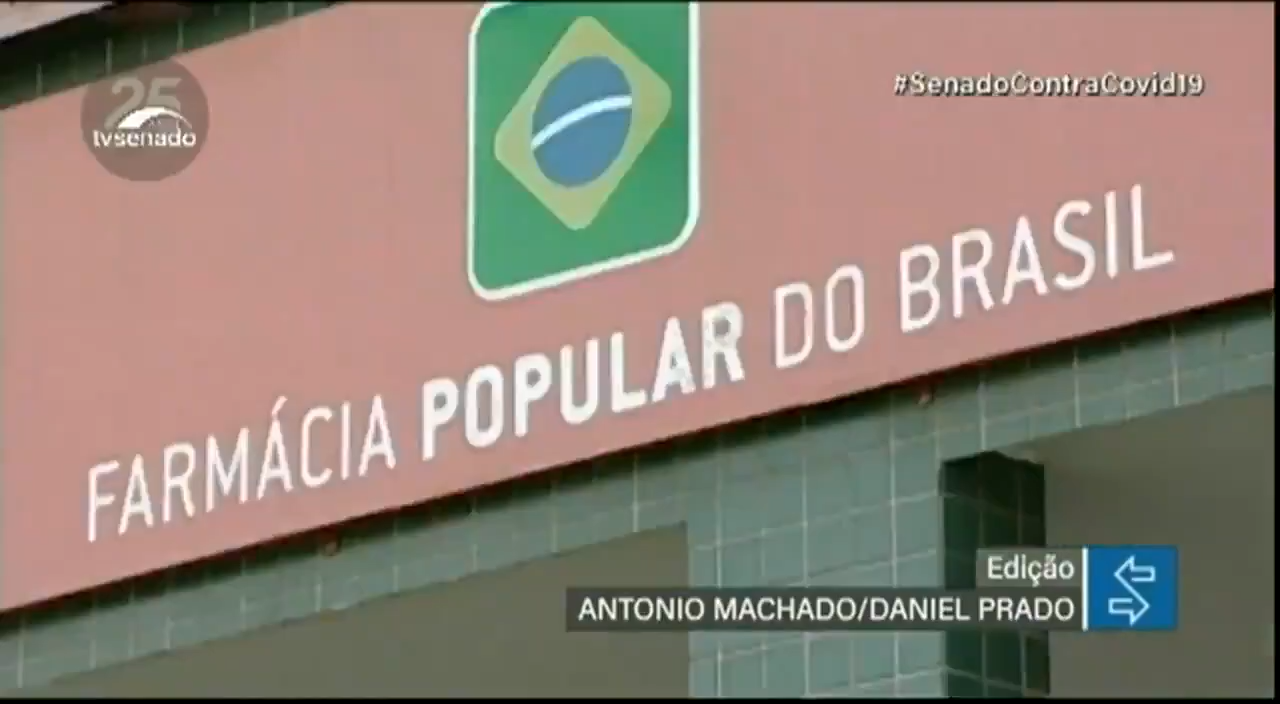 25
tvsenado
#SenadoContraCovid19
FARMÁCIA POPULAR DO BRASIL
Edição
ANTONIO MACHADO/DANIEL PRADO